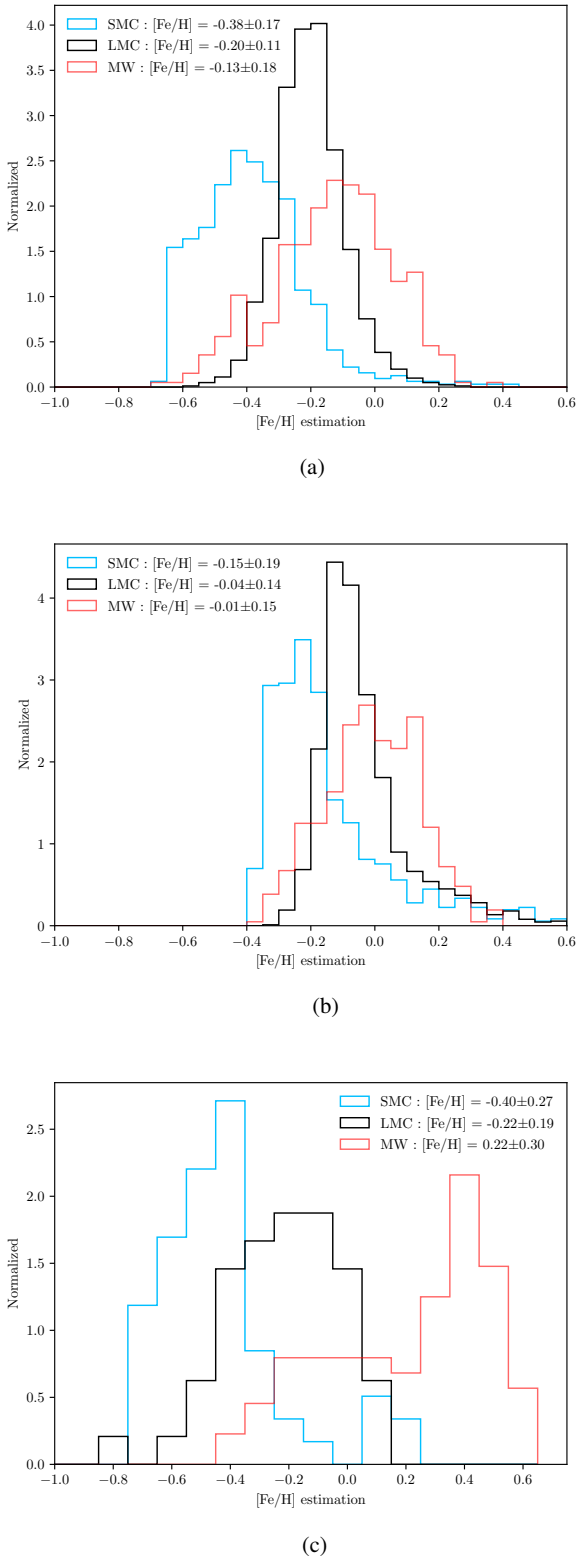 4.0
3.5
3.0
2.5
2.0
1.5
1.0
0.5
0.0
Normalized
SMC : [Fe/H] = -0.38±0.17
LMC : [Fe/H] = -0.20±0.11
MW : [Fe/H] = -0.13±0.18
−1.0 −0.8 −0.6 −0.4 −0.2 0.0 0.2 0.4 0.6
[Fe/H] estimation
(a)
4
3
2
1
0
Normalized
SMC : [Fe/H] = -0.15±0.19
LMC : [Fe/H] = -0.04±0.14
MW : [Fe/H] = -0.01±0.15
−1.0 −0.8 −0.6 −0.4 −0.2 0.0 0.2 0.4 0.6
[Fe/H] estimation
(b)
2.5
2.0
1.5
1.0
0.5
0.0
Normalized
SMC : [Fe/H] = -0.40±0.27
LMC : [Fe/H] = -0.22±0.19
MW : [Fe/H] 0.22±0.30
−1.0 −0.8 −0.6 −0.4 −0.2 0.0 0.2 0.4 0.6
[Fe/H] estimation
(c)